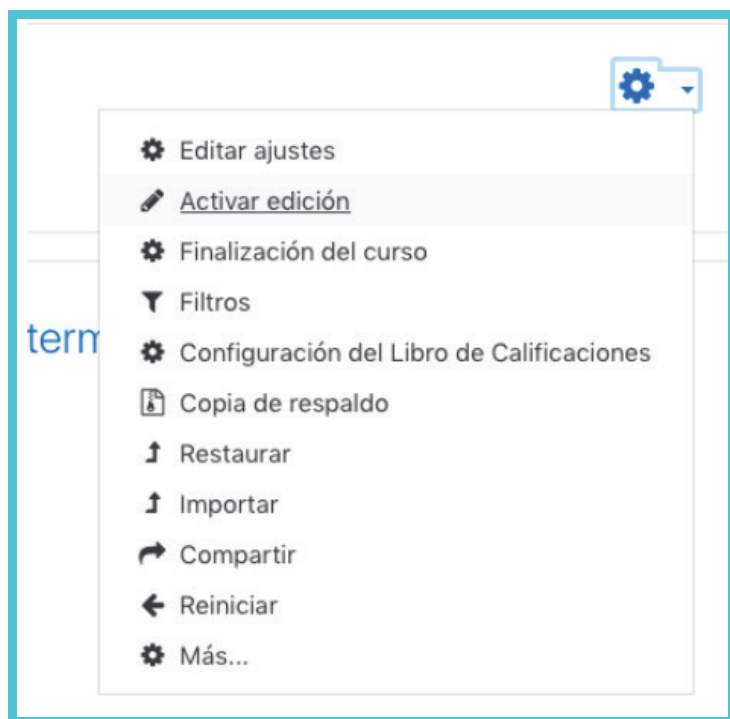 Editar ajustes
Activar edición
Finalización del curso
Filtros
term
Configuración del Libro de Calificaciones
Copia de respaldo
Restaurar
Importar
Compartir
Reiniciar
Más...